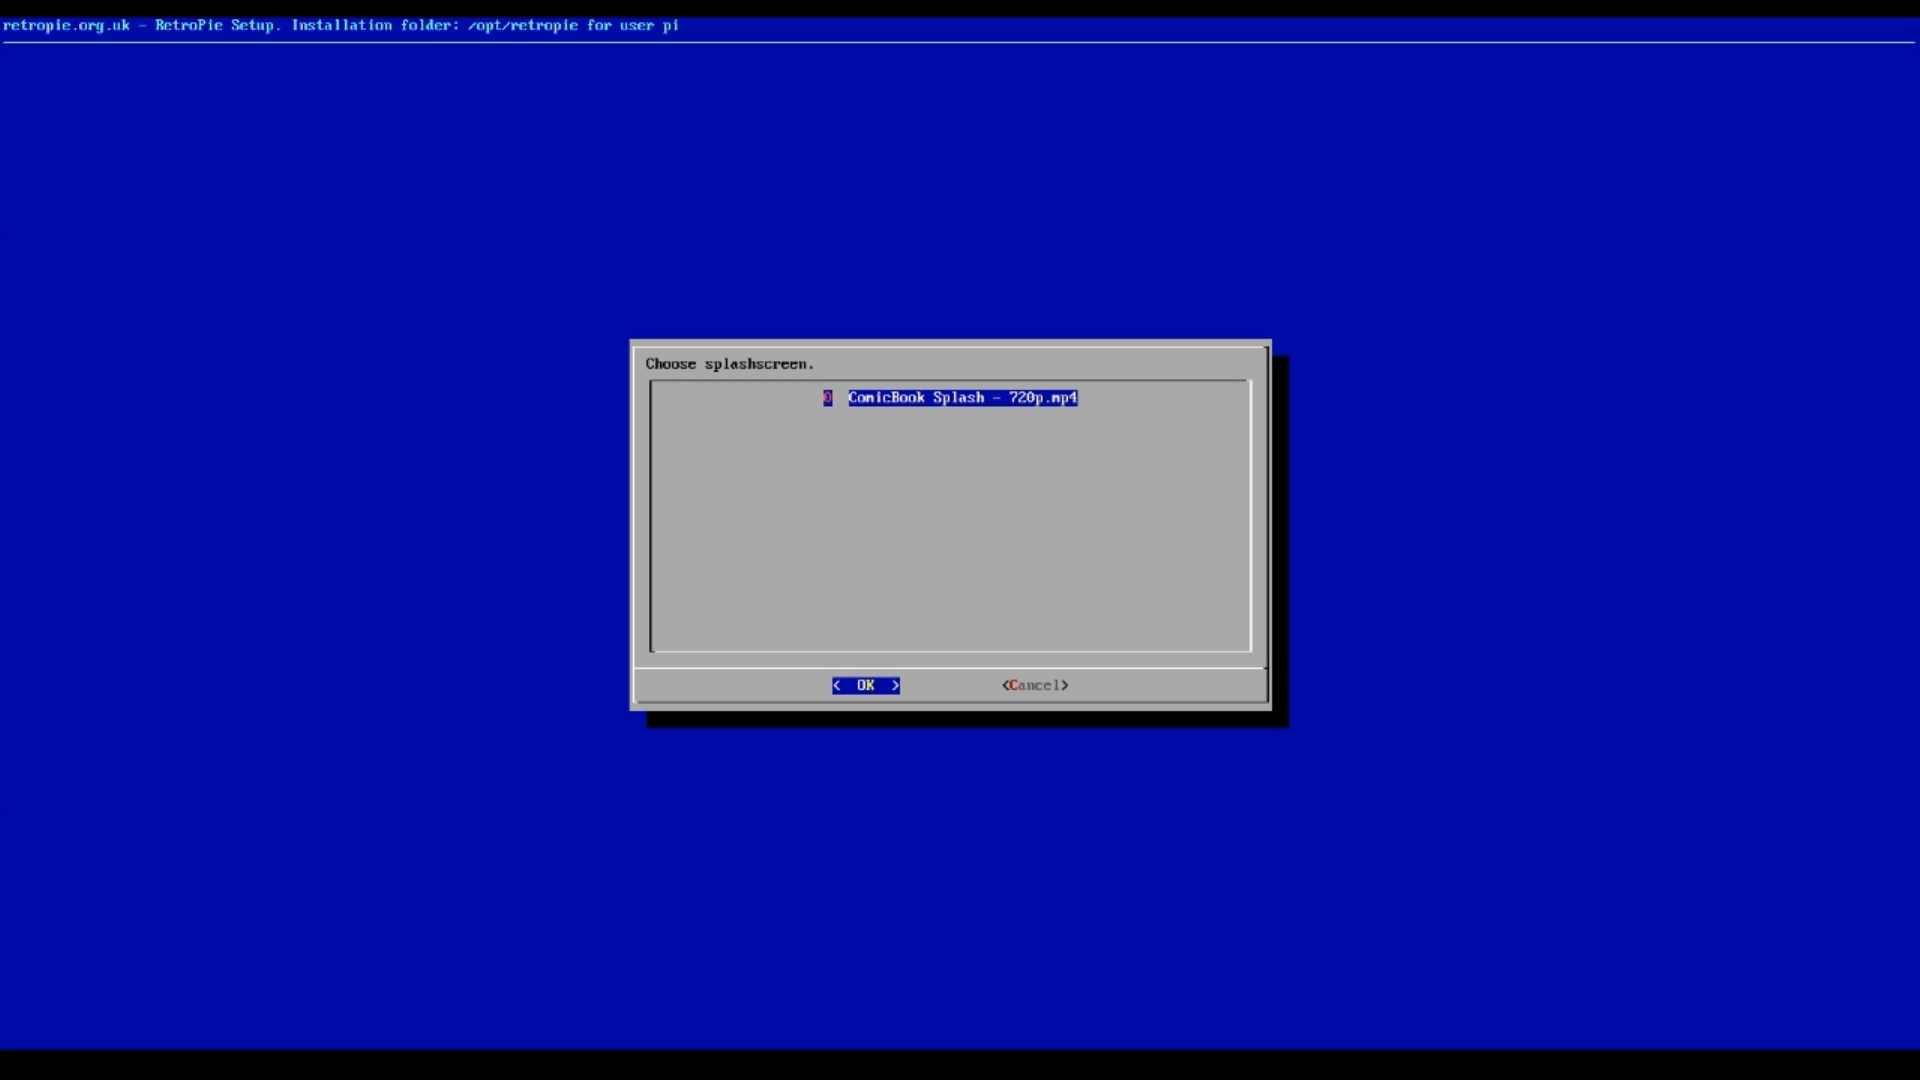 retropie.org.uk - RetroPie Setup. Installation folder: /opt/retropie for user pi
Choose splashscreen.
0 ComicBook Splash - 720p.mp4
< OK > <Cancel>